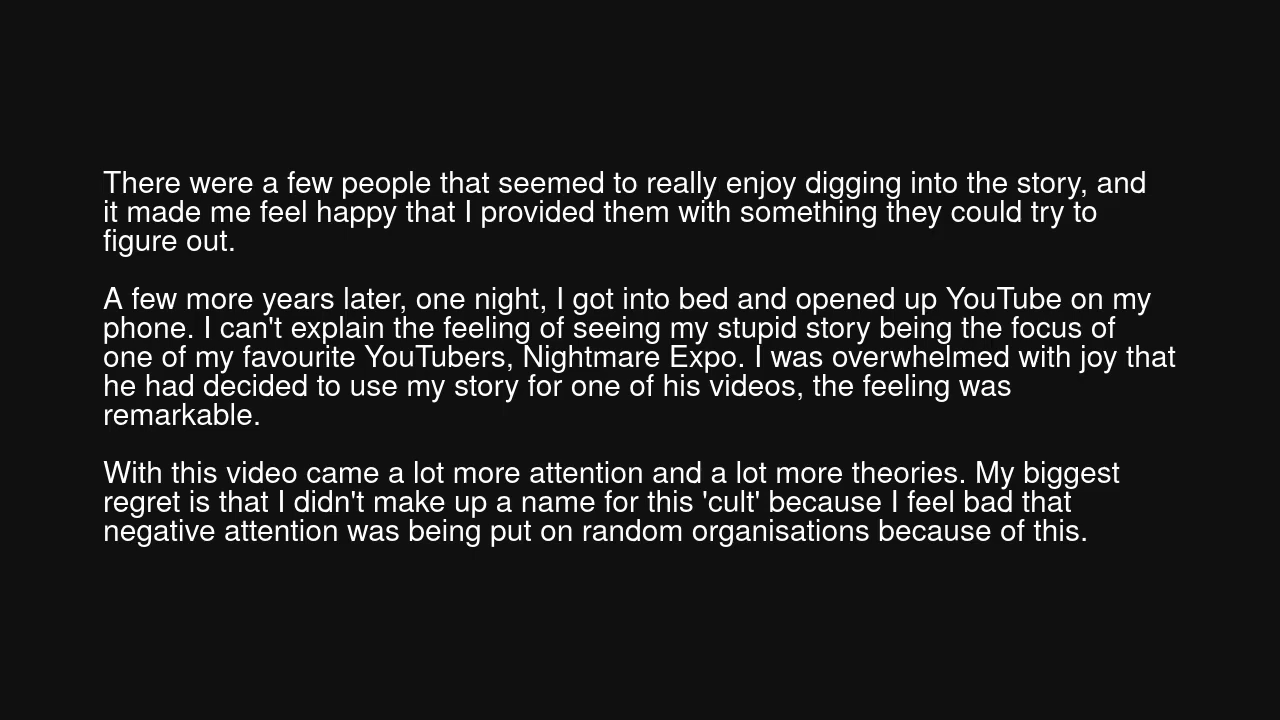 There were a few people that seemed to really enjoy digging into the story, and
it made me feel happy that I provided them with something they could try to
figure out.
A few more years later, one night, I got into bed and opened up YouTube on my
phone. I can't explain the feeling of seeing my stupid story being the focus of
one of my favourite YouTubers, Nightmare Expo. I was overwhelmed with joy that
he had decided to use my story for one of his videos, the feeling was
remarkable.
With this video came a lot more attention and a lot more theories. My biggest
regret is that I didn't make up a name for this 'cult' because I feel bad that
negative attention was being put on random organisations because of this.